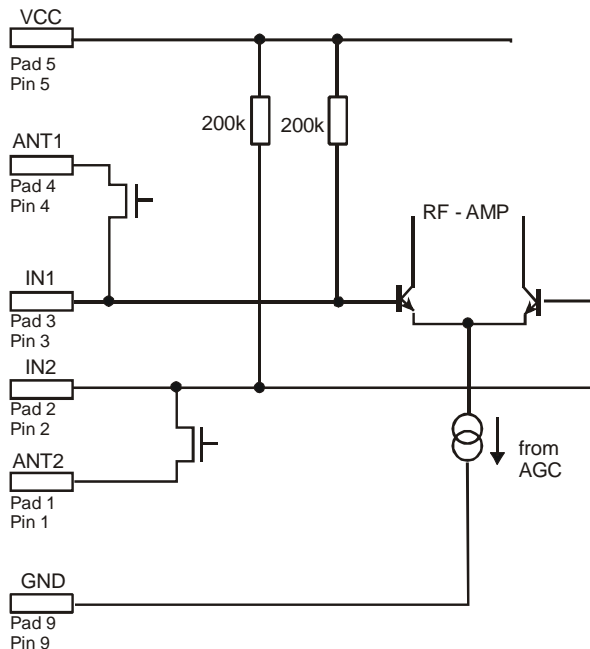 VCC
Pad 5
Pin 5
200k
200k
ANT1
Pad 4
Pin 4
RF - AMP
IN1
Pad 3
Pin 3
IN2
Pad 2
Pin 2
from
AGC
ANT2
Pad 1
Pin 1
GND
Pad 9
Pin 9